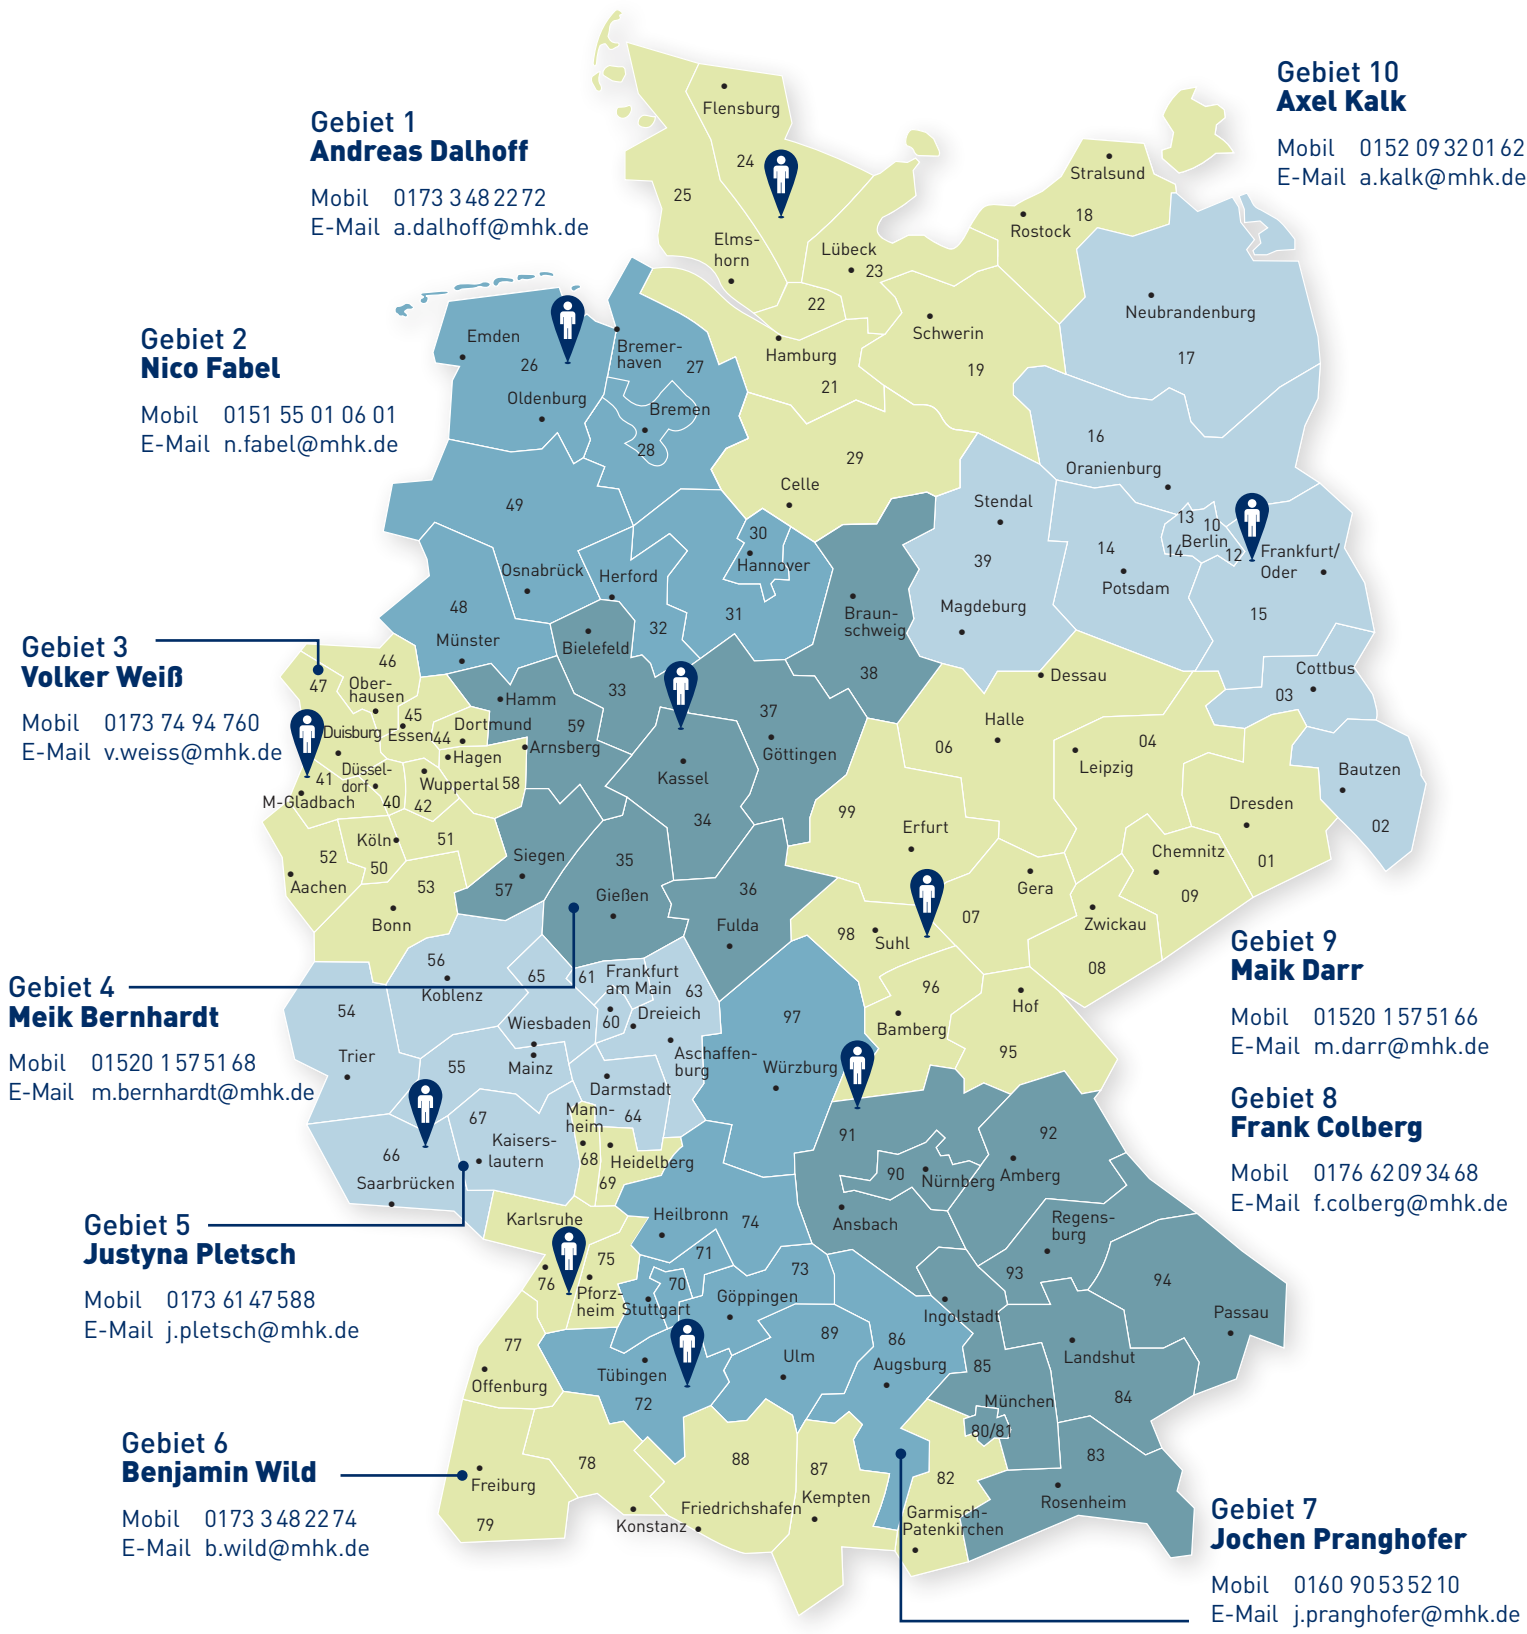 Gebiet 1
Andreas Dalhoff
Mobil 0173 3 48 22 72
E-Mail a.dalhoff@mhk.de
Gebiet 10
Axel Kalk
Mobil 0152 09 32 01 62
E-Mail a.kalk@mhk.de
Gebiet 2
Nico Fabel
Mobil 0151 55 01 06 01
E-Mail n.fabel@mhk.de
Gebiet 3
Volker Weiß
Mobil 0173 74 94 760
E-Mail v.weiss@mhk.de
Gebiet 4
Meik Bernhardt
Mobil 01520 1 57 51 68
E-Mail m.bernhardt@mhk.de
Gebiet 5
Justyna Pletsch
Mobil 0173 61 47 588
E-Mail j.pletsch@mhk.de
Gebiet 6
Benjamin Wild
Mobil 0173 3 48 22 74
E-Mail b.wild@mhk.de
Gebiet 9
Maik Darr
Mobil 01520 1 57 51 66
E-Mail m.darr@mhk.de
Gebiet 8
Frank Colberg
Mobil 0176 62 09 34 68
E-Mail f.colberg@mhk.de
Gebiet 7
Jochen Pranghofer
Mobil 0160 90 53 52 10
E-Mail j.pranghofer@mhk.de
Flensburg
24
25
Elms-
horn
Lübeck
23
22
Stralsund
18
Rostock
Schwerin
19
Hamburg
21
Neubrandenburg
17
Emden
26
Oldenburg
Bremer-
haven
27
Bremen
28
29
Celle
16
Oranienburg
Stendal
39
Magdeburg
13
10
Berlin
14
12
14
Potsdam
Frankfurt/
Oder
15
Cottbus
03
49
Osnabrück
Herford
30
Hannover
31
32
48
Münster
Braun-
schweig
38
Bielefeld
33
37
Göttingen
46
47
Ober-
hausen
45
Duisburg
Essen
44
Dortmund
Hamm
59
Arnsberg
Hagen
41
Düssel-
dorf
Wuppertal
58
M-Gladbach
40
42
Kassel
34
Dessau
Halle
06
04
Leipzig
Bautzen
02
Dresden
01
99
Erfurt
Chemnitz
09
Gera
07
Zwickau
08
Köln
51
52
50
Aachen
53
Bonn
Siegen
57
35
Gießen
36
Fulda
98
Suhl
96
Hof
Bamberg
95
56
Koblenz
65
61
Frankfurt
am Main
63
54
Wiesbaden
60
Dreieich
Trier
55
Mainz
Aschaffen-
burg
Darmstadt
97
Würzburg
67
Mann-
heim
64
Kaisers-
lautern
66
68
Heidelberg
69
Saarbrücken
91
92
90
Nürnberg
Amberg
Ansbach
Regens-
burg
Karlsruhe
Heilbronn
74
75
76
Pforz-
heim
71
70
Stuttgart
73
Göppingen
93
94
Ingolstadt
Passau
77
Offenburg
Tübingen
72
89
Ulm
86
Augsburg
85
Landshut
München
84
80/81
83
Rosenheim
78
Freiburg
79
Konstanz
88
Friedrichshafen
87
Kempten
82
Garmisch-
Patenkirchen